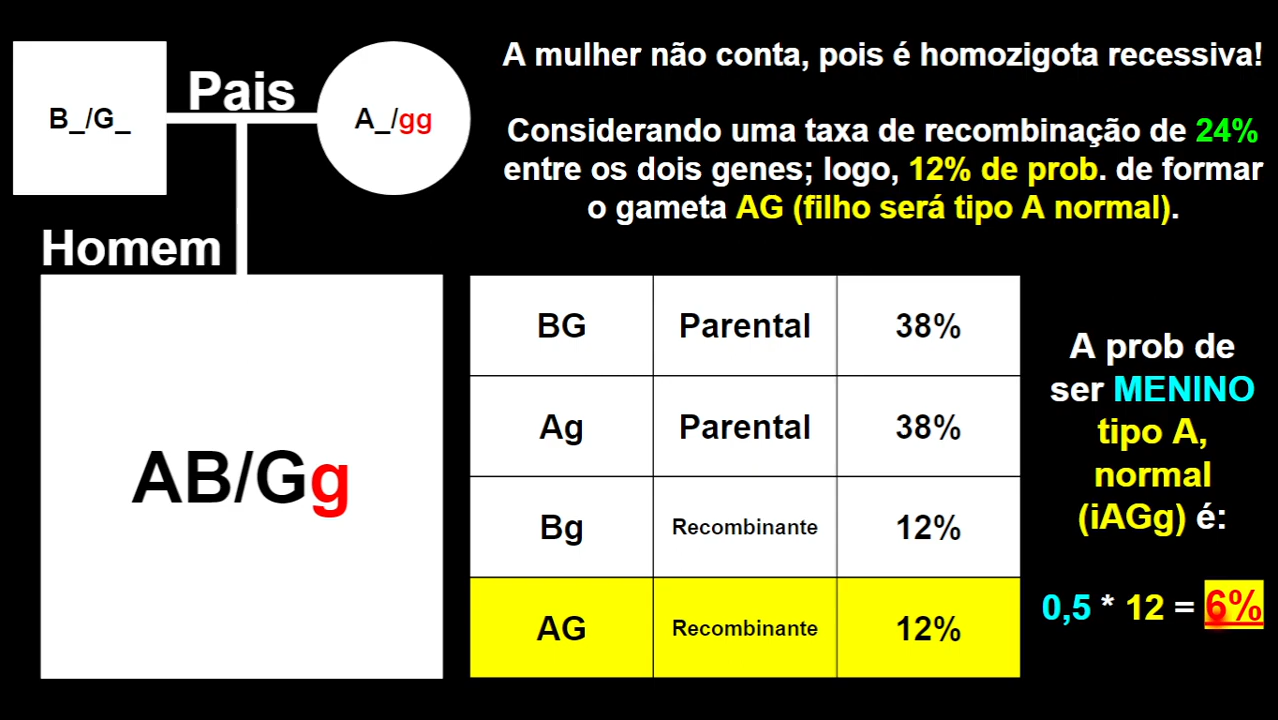 A mulher não conta, pois é homozigota recessiva!
Pais
B_/G_
A_/gg
Considerando uma taxa de recombinação de 24%
entre os dois genes; logo, 12% de prob. de formar
o gameta AG (filho será tipo A normal).
Homem
AB/Gg
BG Parental 38%
Ag Parental 38%
Bg Recombinante 12%
AG Recombinante 12%
A prob de
ser MENINO
tipo A,
normal
(iAGg) é:
0,5 * 12 = 6%